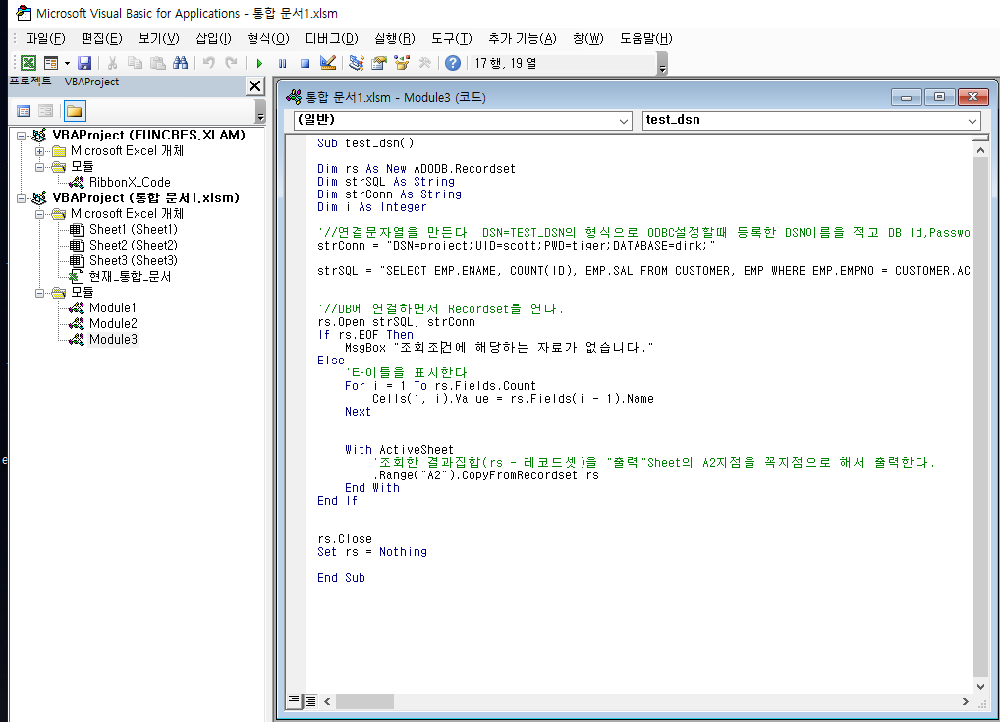 Microsoft Visual Basic for Applications - 통합 문서1.xlsm
파일(F) 편집(E) 보기(V) 삽입(I) 형식(O) 디버그(D) 실행(R) 도구(T) 추가 기능(A) 창(W) 도움말(H)
17 행, 19 열
프로젝트 - VBAProject
VBAProject (FUNCRES.XLAM)
Microsoft Excel 개체
모듈
RibbonX_Code
VBAProject (통합 문서1.xlsm)
Microsoft Excel 개체
Sheet1 (Sheet1)
Sheet2 (Sheet2)
Sheet3 (Sheet3)
현재_통합_문서
모듈
Module1
Module2
Module3
통합 문서1.xlsm - Module3 (코드)
(일반) test_dsn
Sub test_dsn()
Dim rs As New ADODB.Recordset
Dim strSQL As String
Dim strConn As String
Dim i As Integer
'//연결문자열을 만든다. DSN=TEST_DSN의 형식으로 ODBC설정할때 등록한 DSN이름을 적고 DB Id,Passwo
strConn = "DSN=project;UID=scott;PWD=tiger;DATABASE=dink;"
strSQL = "SELECT EMP.ENAME, COUNT(ID), EMP.SAL FROM CUSTOMER, EMP WHERE EMP.EMPNO = CUSTOMER.AC
'//DB에 연결하면서 Recordset을 연다.
rs.Open strSQL, strConn
If rs.EOF Then
MsgBox "조회조건에 해당하는 자료가 없습니다."
Else
'타이틀을 표시한다.
For i = 1 To rs.Fields.Count
Cells(1, i).Value = rs.Fields(i - 1).Name
Next
With ActiveSheet
'조회한 결과집합(rs - 레코드셋)을 "출력"Sheet의 A2지점을 꼭지점으로 해서 출력한다.
.Range("A2").CopyFromRecordset rs
End With
End If
rs.Close
Set rs = Nothing
End Sub